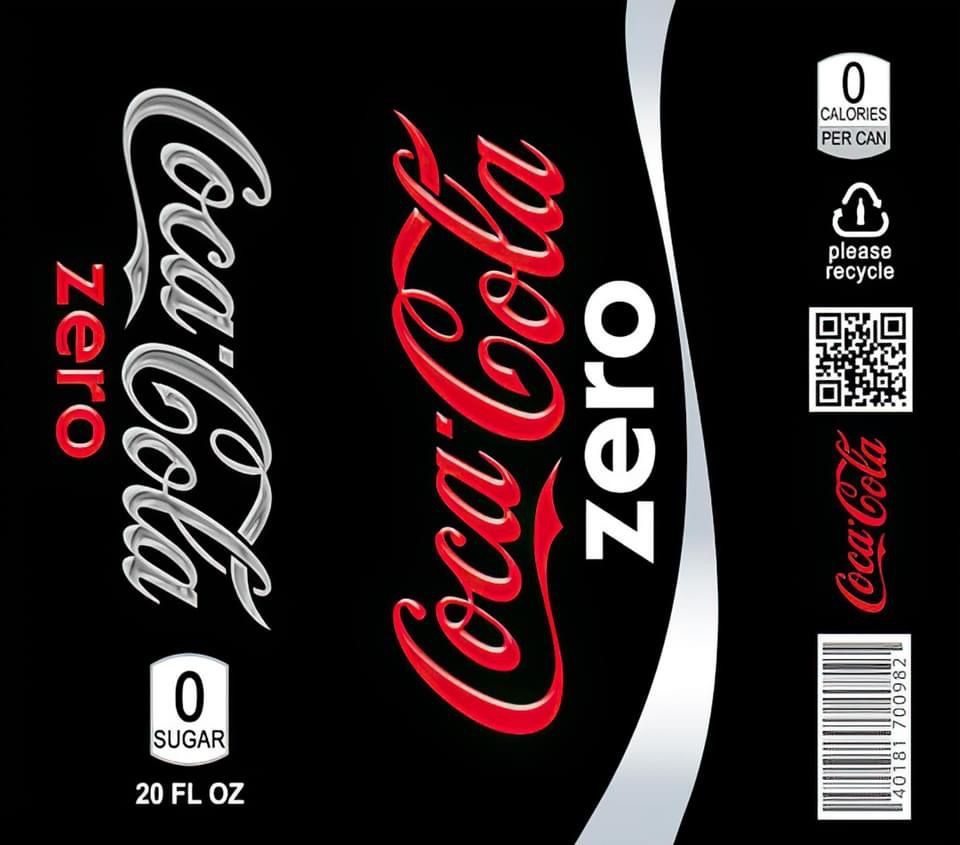 Coca-Cola
zero
0
SUGAR
20 FL OZ
Coca-Cola
zero
0
CALORIES
PER CAN
please
recycle
Coca-Cola
40181 700982